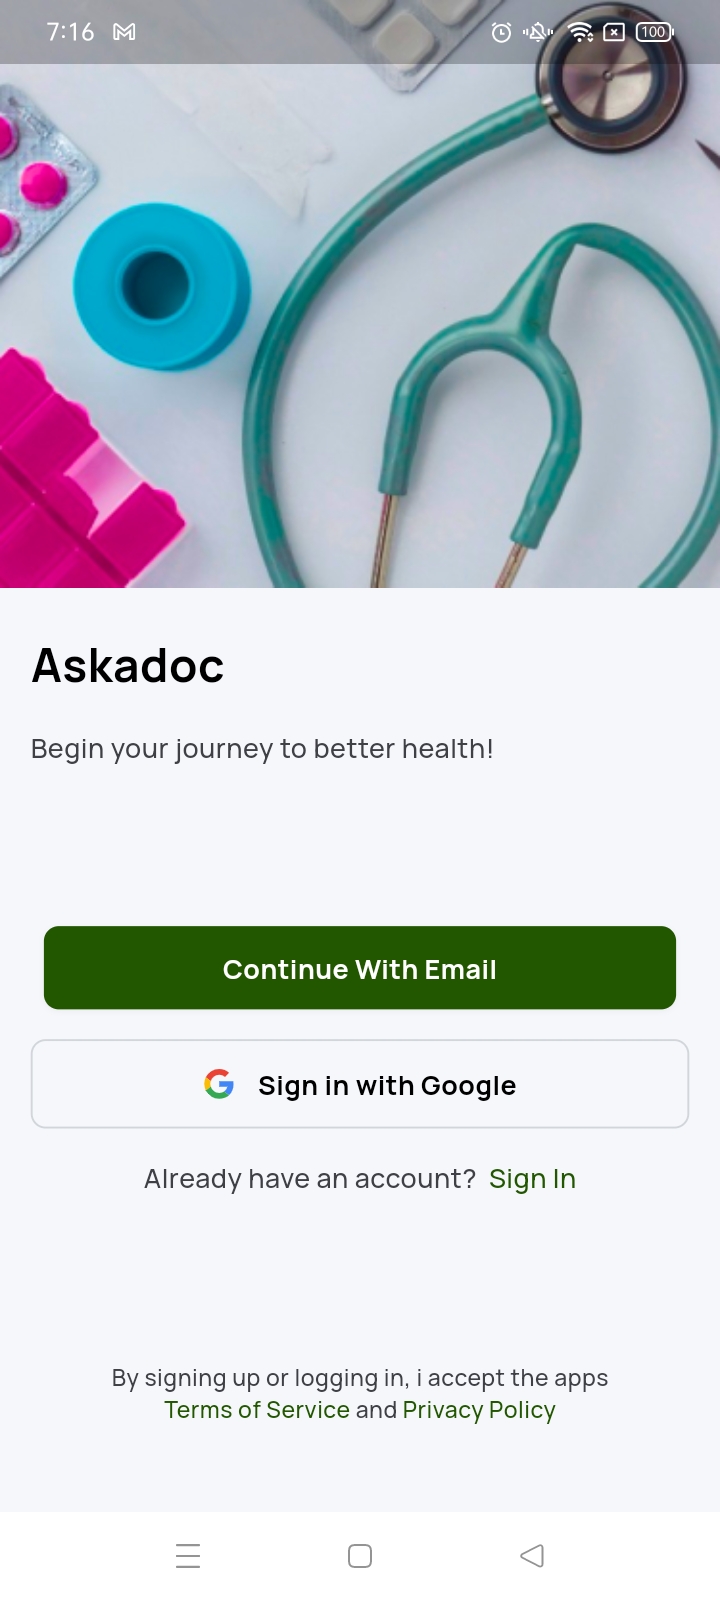 7:16
100
Askadoc
Begin your journey to better health!
Continue With Email
Sign in with Google
Already have an account? Sign In
By signing up or logging in, i accept the apps
Terms of Service and Privacy Policy